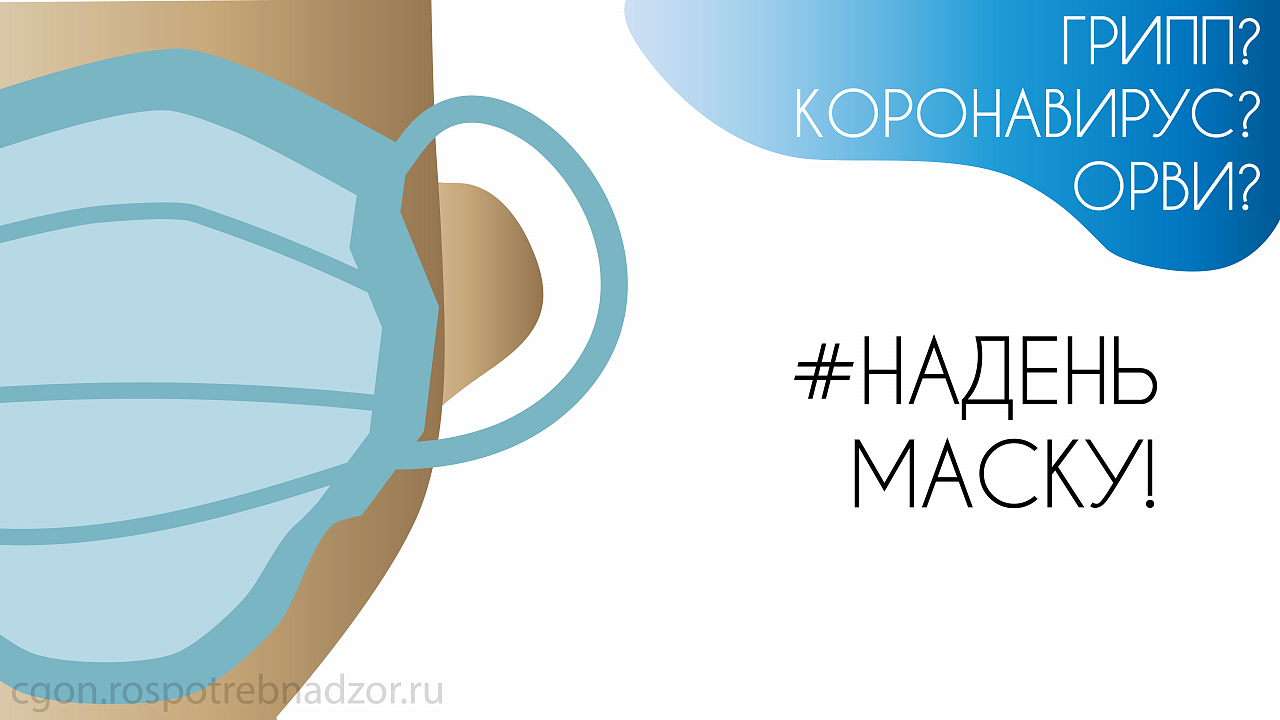 ГРИПП?
КОРОНАВИРУС?
ОРВИ?
#НАДЕНЬ
МАСКУ!
cgon.rospotrebnadzor.ru